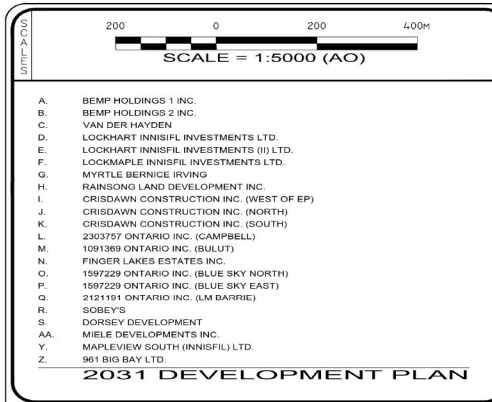 SCALES
200 0 200 400M
SCALE = 1:5000 (AO)
A. BEMP HOLDINGS 1 INC.
B. BEMP HOLDINGS 2 INC.
C. VAN DER HAYDEN
D. LOCKHART INNISIFL INVESTMENTS LTD.
E. LOCKHART INNISFIL INVESTMENTS (II) LTD.
F. LOCKMAPLE INNISFIL INVESTMENTS LTD.
G. MYRTLE BERNICE IRVING
H. RAINSONG LAND DEVELOPMENT INC.
I. CRISDAWN CONSTRUCTION INC. (WEST OF EP)
J. CRISDAWN CONSTRUCTION INC. (NORTH)
K. CRISDAWN CONSTRUCTION INC. (SOUTH)
L. 2303757 ONTARIO INC. (CAMPBELL)
M. 1091369 ONTARIO INC. (BULUT)
N. FINGER LAKES ESTATES INC.
O. 1597229 ONTARIO INC. (BLUE SKY NORTH)
P. 1597229 ONTARIO INC. (BLUE SKY EAST)
Q. 2121191 ONTARIO INC. (LM BARRIE)
R. SOBEY'S
S. DORSEY DEVELOPMENT
AA. MIELE DEVELOPMENTS INC.
Y. MAPLEVIEW SOUTH (INNISFIL) LTD.
Z. 961 BIG BAY LTD.
2031 DEVELOPMENT PLAN